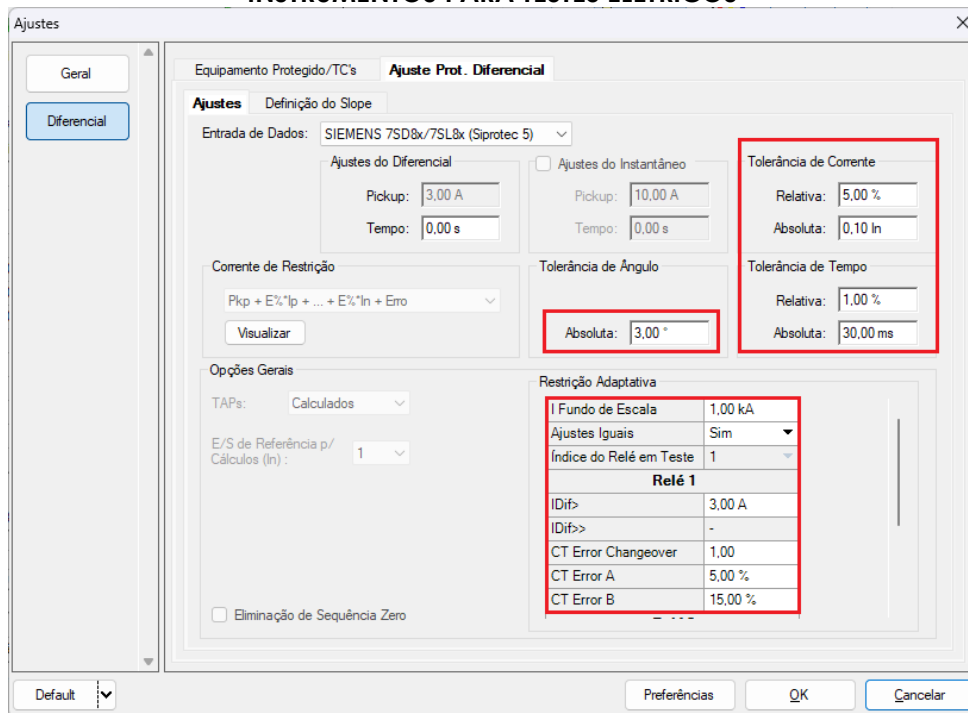 INSTRUMENTOS PARA TESTES ELÉTRICOS
Ajustes
Geral
Diferencial
Equipamento Protegido/TC's Ajuste Prot. Diferencial
Ajustes Definição do Slope
Entrada de Dados: SIEMENS 7SD8x/7SL8x (Siprotec 5)
Ajustes do Diferencial
Pickup: 3,00 A
Tempo: 0,00 s
Ajustes do Instantâneo
Pickup: 10,00 A
Tempo: 0,00 s
Tolerância de Corrente
Relativa: 5,00 %
Absoluta: 0,10 In
Corrente de Restrição
Pkp + E%*Ip + ... + E%*In + Erro
Visualizar
Tolerância de Ângulo
Absoluta: 3,00 °
Tolerância de Tempo
Relativa: 1,00 %
Absoluta: 30,00 ms
Opções Gerais
TAPs: Calculados
E/S de Referência p/
Cálculos (In) : 1
Eliminação de Sequência Zero
Restrição Adaptativa
I Fundo de Escala 1,00 kA
Ajustes Iguais Sim
Índice do Relé em Teste 1
Relé 1
IDif> 3,00 A
IDif>> -
CT Error Changeover 1,00
CT Error A 5,00 %
CT Error B 15,00 %
Default
Preferências
OK
Cancelar